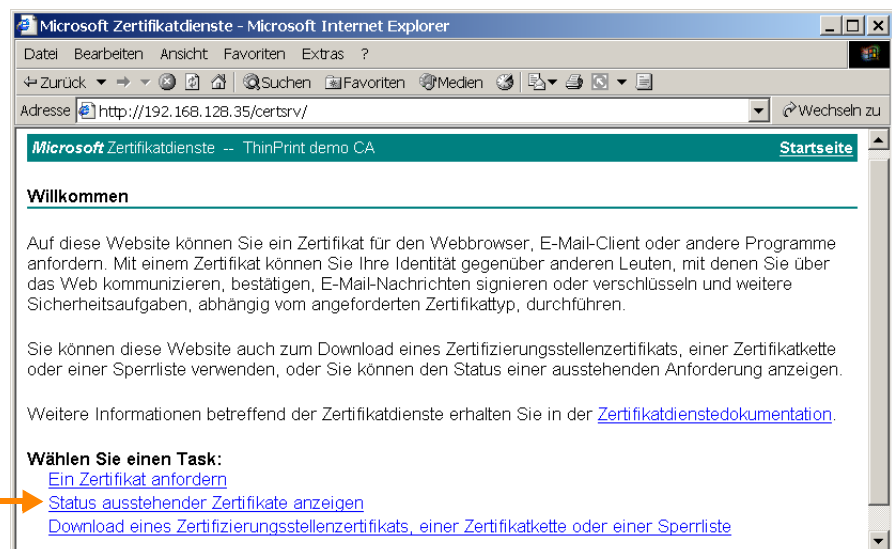 Microsoft Zertifikatdienste - Microsoft Internet Explorer
Datei Bearbeiten Ansicht Favoriten Extras ?
Zurück Suchen Favoriten Medien
Adresse http://192.168.128.35/certsrv/ Wechseln zu
Microsoft Zertifikatdienste -- ThinPrint demo CA Startseite
Willkommen
Auf diese Website können Sie ein Zertifikat für den Webbrowser, E-Mail-Client oder andere Programme
anfordern. Mit einem Zertifikat können Sie Ihre Identität gegenüber anderen Leuten, mit denen Sie über
das Web kommunizieren, bestätigen, E-Mail-Nachrichten signieren oder verschlüsseln und weitere
Sicherheitsaufgaben, abhängig vom angeforderten Zertifikattyp, durchführen.
Sie können diese Website auch zum Download eines Zertifizierungsstellenzertifikats, einer Zertifikatkette
oder einer Sperrliste verwenden, oder Sie können den Status einer ausstehenden Anforderung anzeigen.
Weitere Informationen betreffend der Zertifikatdienste erhalten Sie in der Zertifikatdienstedokumentation.
Wählen Sie einen Task:
Ein Zertifikat anfordern
Status ausstehender Zertifikate anzeigen
Download eines Zertifizierungsstellenzertifikats, einer Zertifikatkette oder einer Sperrliste